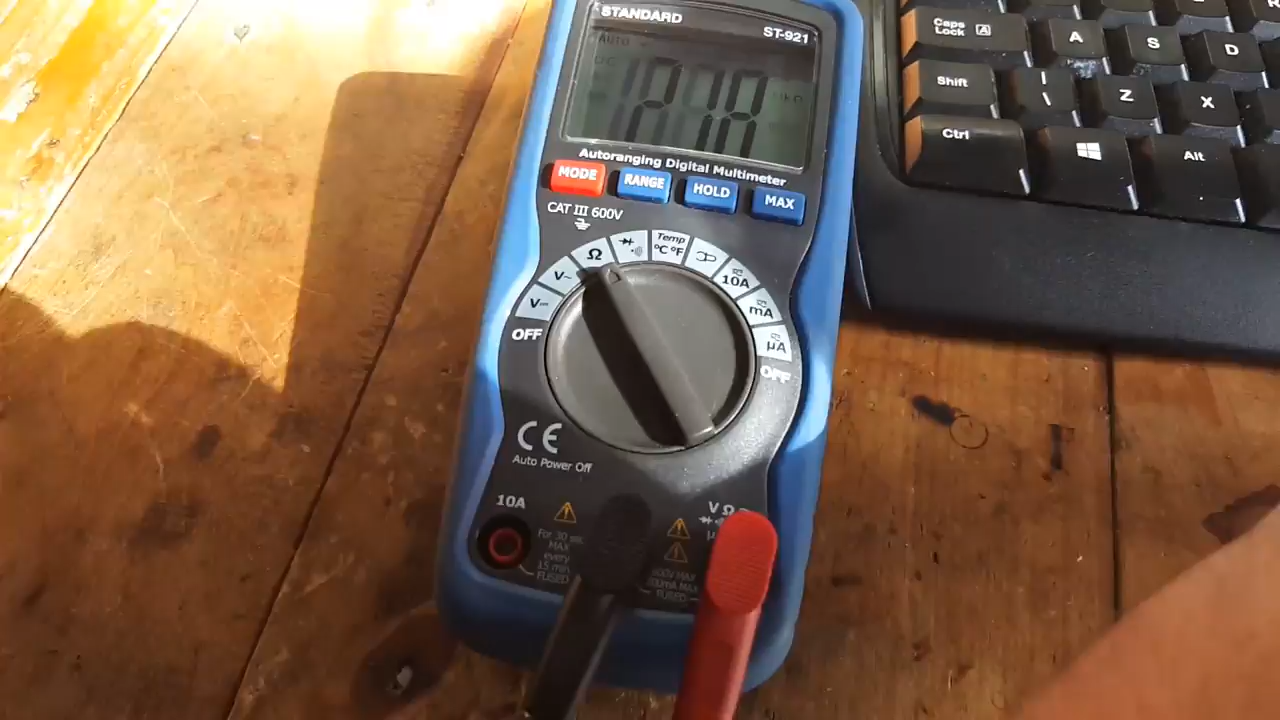 STANDARD
ST-921
AUTO
Autoranging Digital Multimeter
MODE
RANGE
HOLD
MAX
CAT III 600V
OFF
V
V~
Ω
Temp
°C °F
10A
mA
µA
OFF
CE
Auto Power Off
10A
For 30 sec.
MAX
every
15 min.
FUSED
V Ω
600V MAX
FUSED
Caps
Lock
A
A
S
D
Shift
|
\
Z
X
Ctrl
Alt